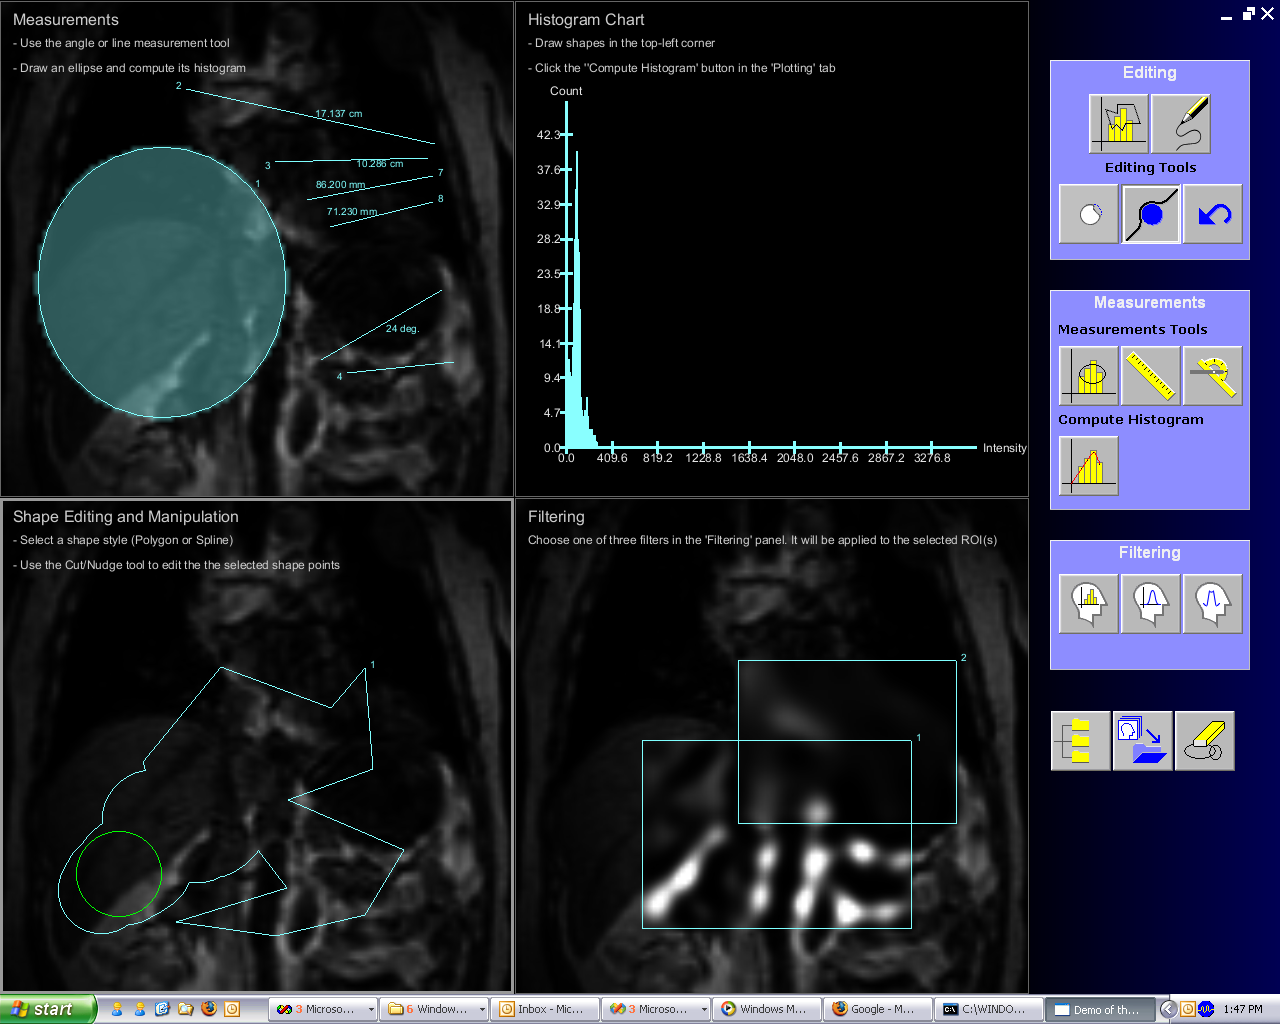 Measurements
- Use the angle or line measurement tool
- Draw an ellipse and compute its histogram
2
17.137 cm
3
10.286 cm
1
86.200 mm
7
71.230 mm
8
24 deg.
4
Histogram Chart
- Draw shapes in the top-left corner
- Click the "Compute Histogram' button in the 'Plotting' tab
Count
42.3
37.6
32.9
28.2
23.5
18.8
14.1
9.4
4.7
0.0
0.0 409.6 819.2 1228.8 1638.4 2048.0 2457.6 2867.2 3276.8
Intensity
Shape Editing and Manipulation
- Select a shape style (Polygon or Spline)
- Use the Cut/Nudge tool to edit the the selected shape points
1
Filtering
Choose one of three filters in the 'Filtering' panel. It will be applied to the selected ROI(s)
2
1
Editing
Editing Tools
Measurements
Measurements Tools
Compute Histogram
Filtering
start
3 Microso...
6 Window...
Inbox - Mic...
3 Microso...
Windows M...
Google - M...
C:\WINDO...
Demo of th...
1:47 PM